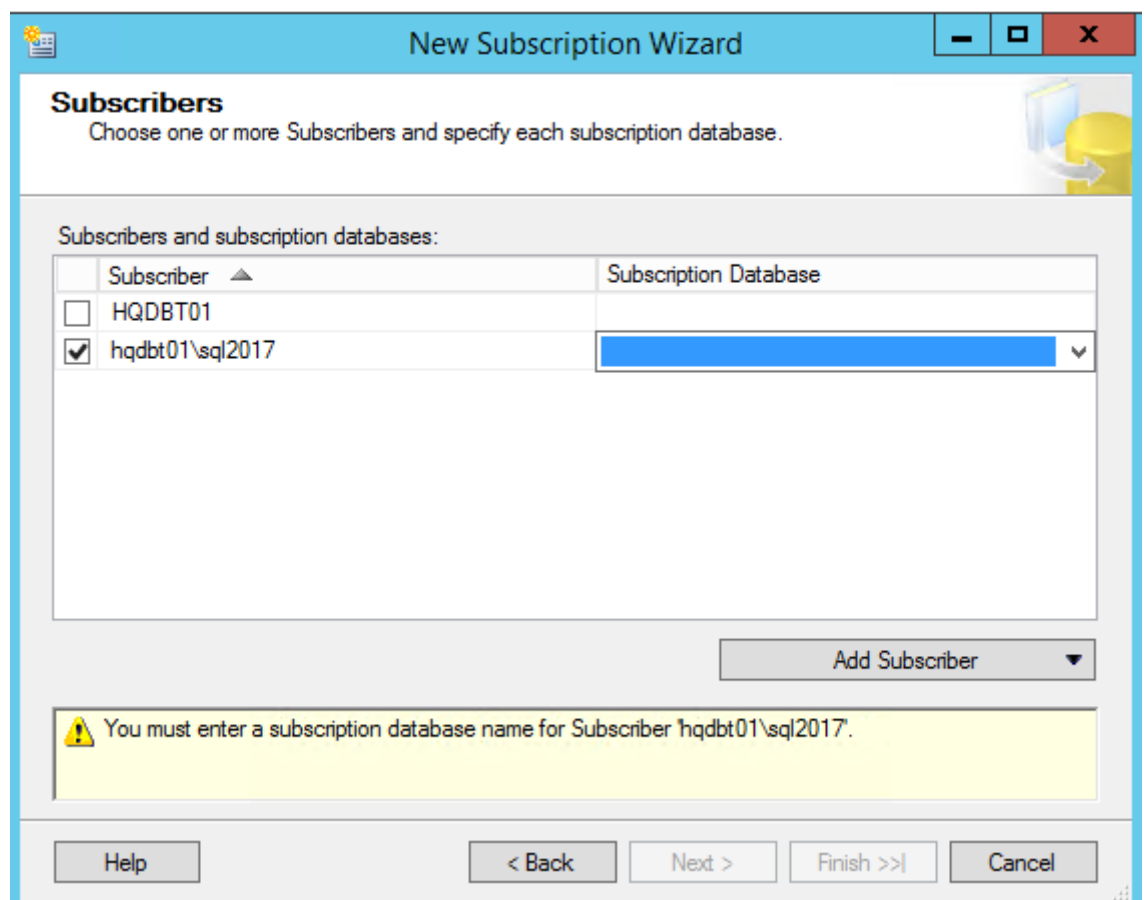 New Subscription Wizard
Subscribers
Choose one or more Subscribers and specify each subscription database.
Subscribers and subscription databases:
Subscriber Subscription Database
HQDBT01
hqdbt01\sql2017
Add Subscriber
You must enter a subscription database name for Subscriber 'hqdbt01\sql2017'.
Help < Back Next > Finish >>| Cancel